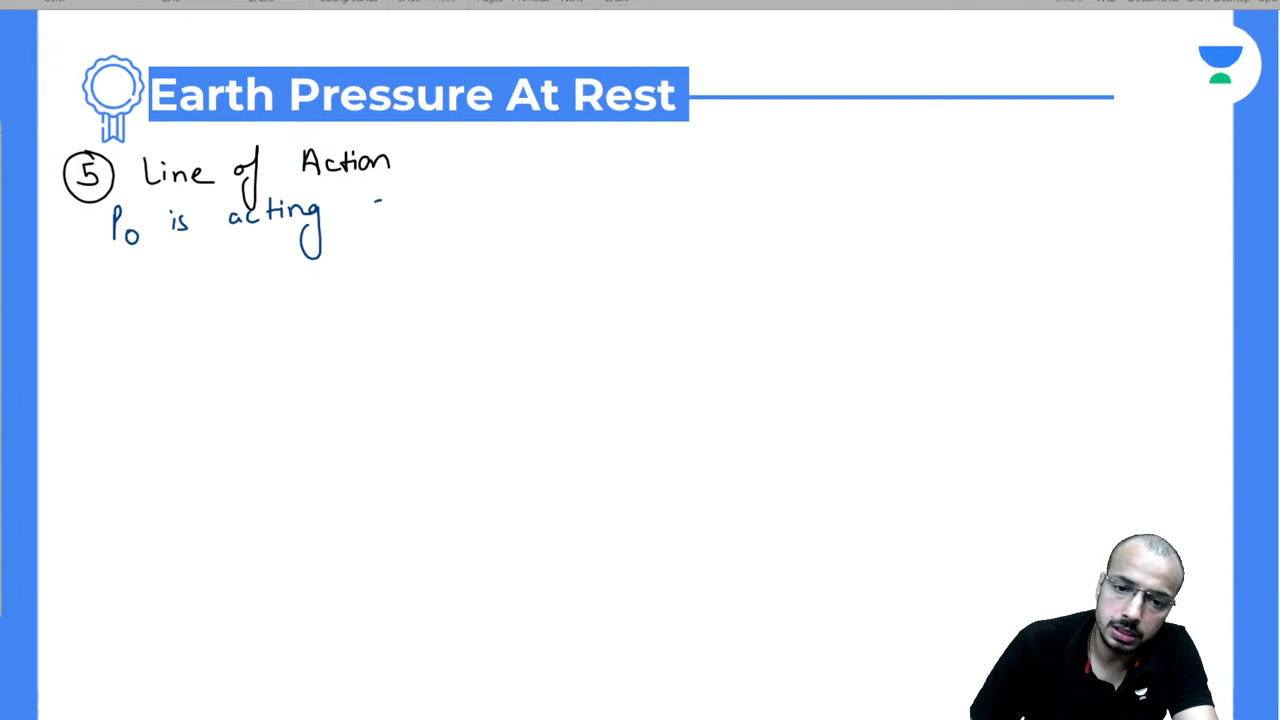 Earth Pressure At Rest
5 Line of Action
P0 is acting